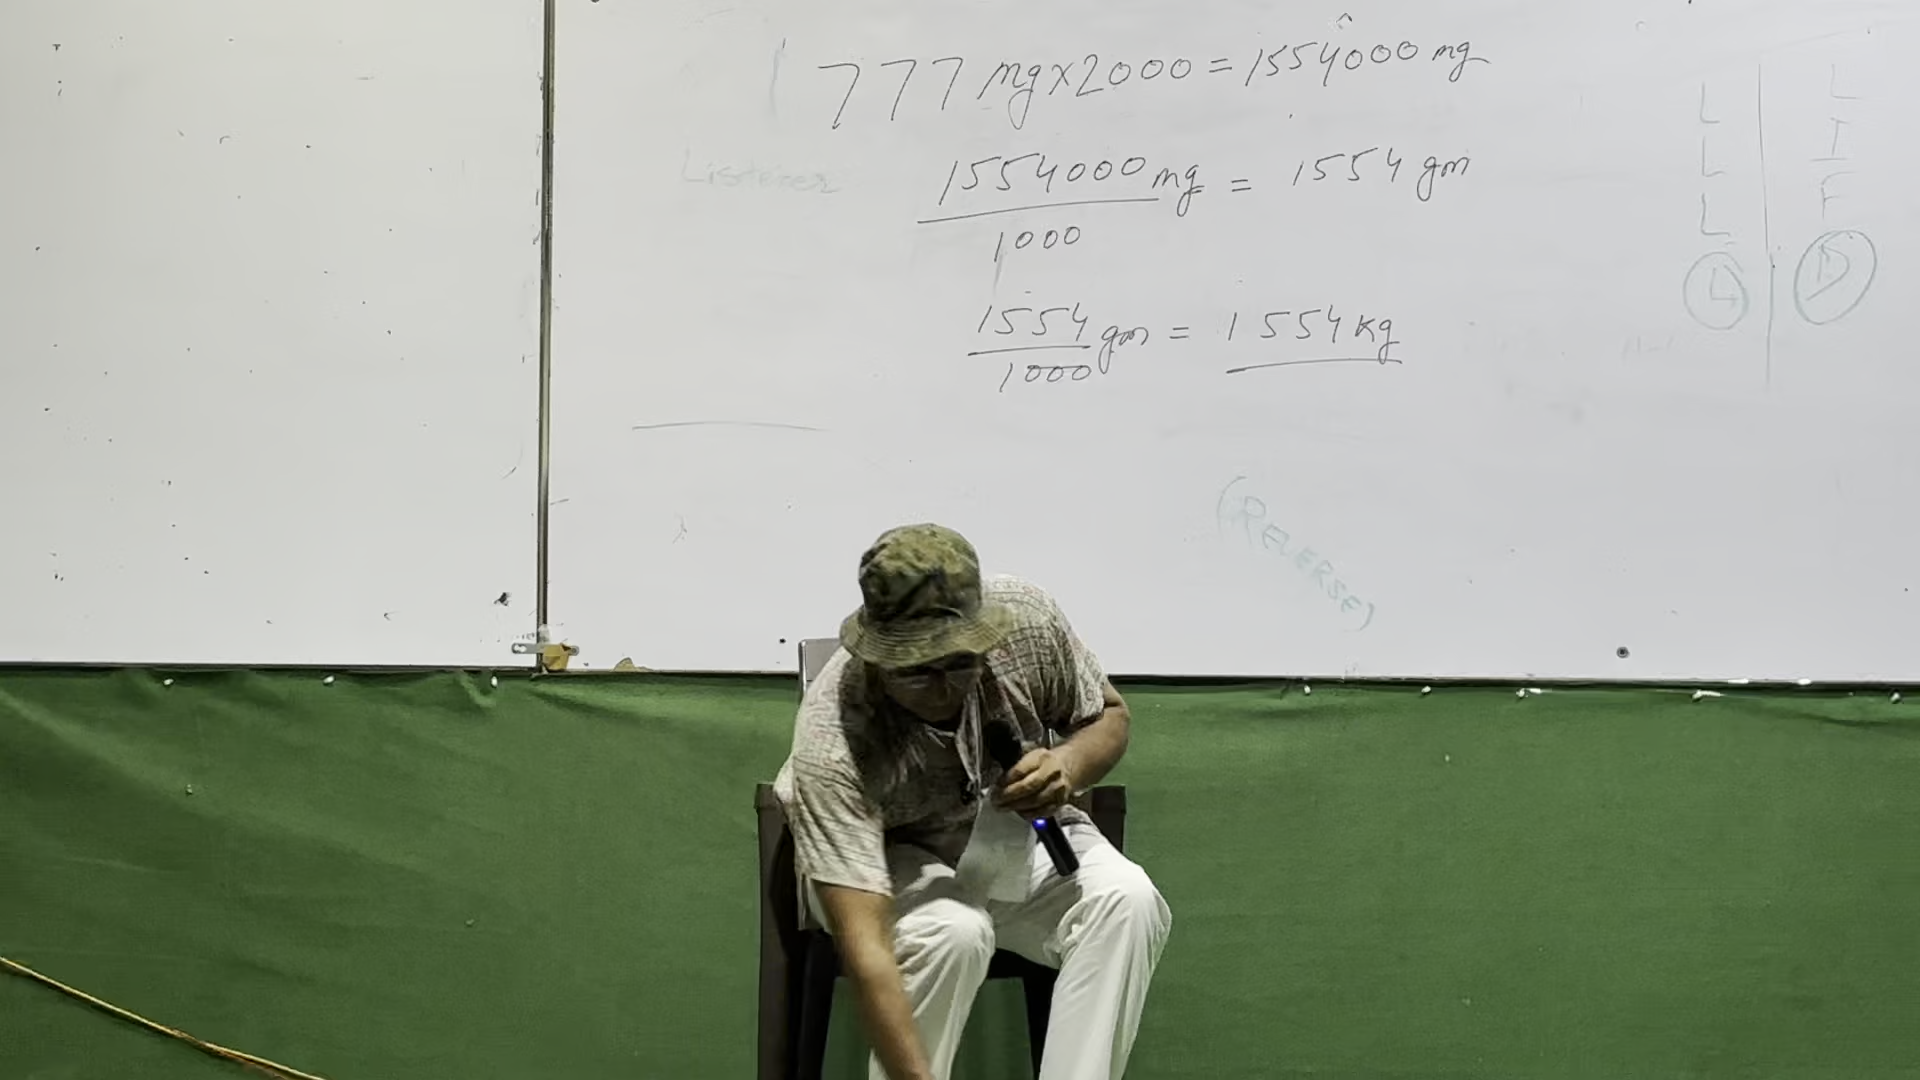 777 mg x 2000 = 1554000 mg
Listener
1554000 mg = 1554 gm
1000
1554 gm = 1 554 Kg
1000
(REVERSE)
L
L
L
L
L
I
F